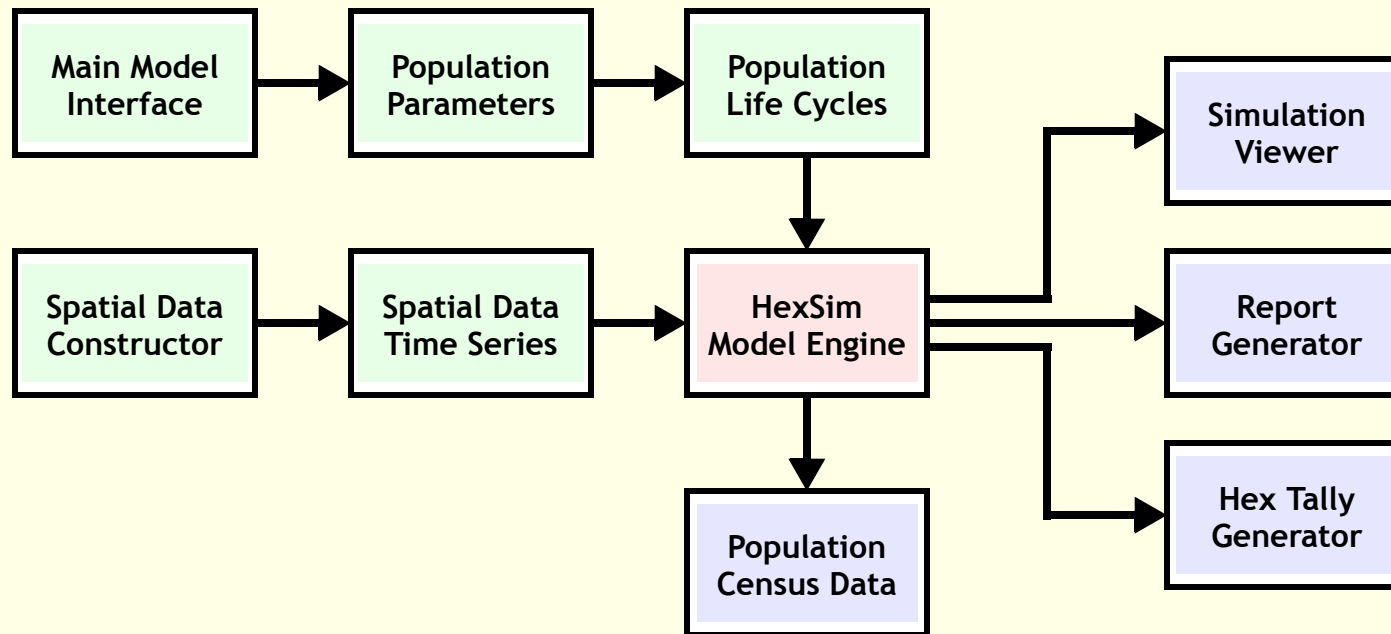 Main Model
Interface
Population
Parameters
Population
Life Cycles
Simulation
Viewer
Spatial Data
Constructor
Spatial Data
Time Series
HexSim
Model Engine
Report
Generator
Population
Census Data
Hex Tally
Generator